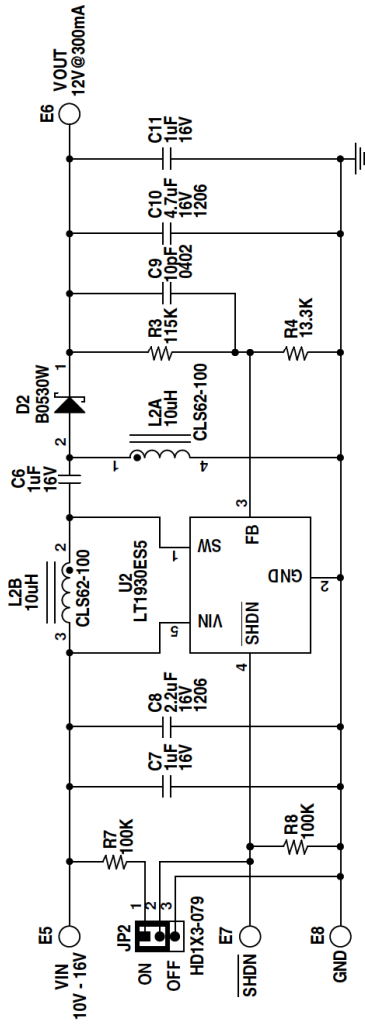 E5
VIN
10V - 16V
JP2
ON
OFF
HD1X3-079
1
2
3
E7
SHDN
E8
GND
R7
100K
R8
100K
C7
1uF
16V
C8
2.2uF
16V
1206
L2B
10uH
3
2
CLS62-100
U2
LT1930ES5
VIN
5
SW
1
SHDN
4
FB
3
GND
2
C6
1uF
16V
D2
B0530W
2
1
L2A
10uH
CLS62-100
1
4
R3
115K
R4
13.3K
C9
10pF
0402
C10
4.7uF
16V
1206
C11
1uF
16V
E6
VOUT
12V@300mA